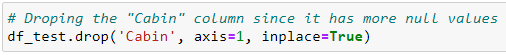 # Droping the "Cabin" column since it has more null values
df_test.drop('Cabin', axis=1, inplace=True)